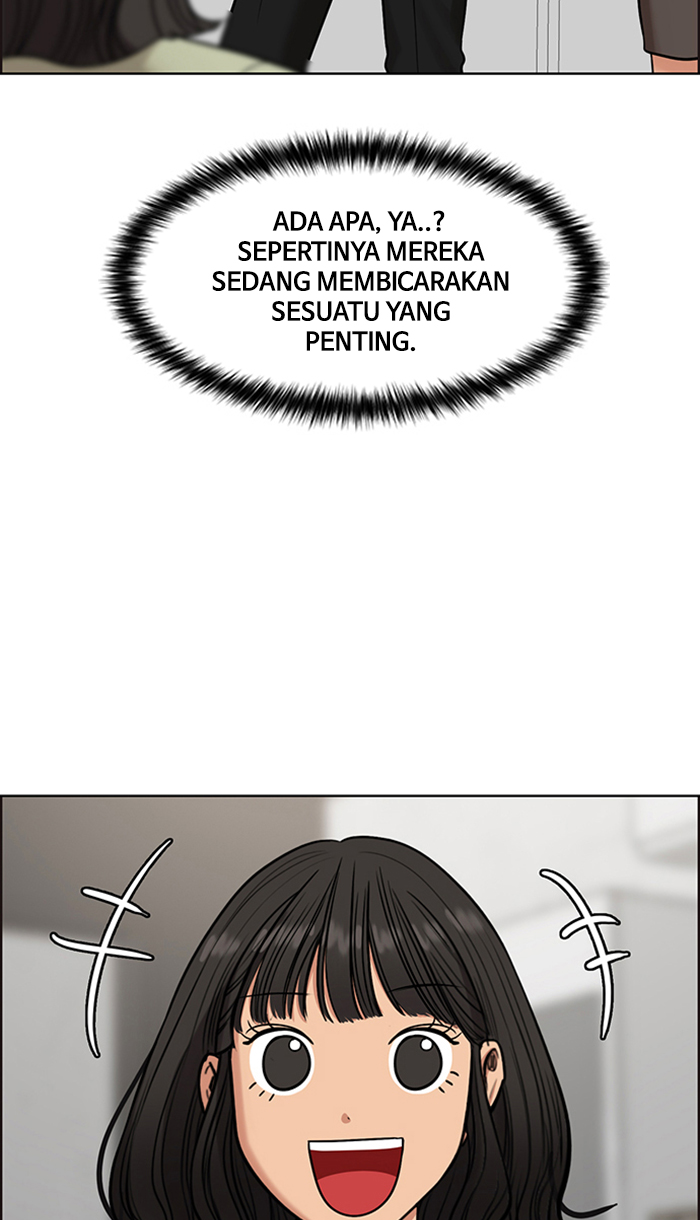 ADA APA, YA..?
SEPERTINYA MEREKA
SEDANG MEMBICARAKAN
SESUATU YANG
PENTING.